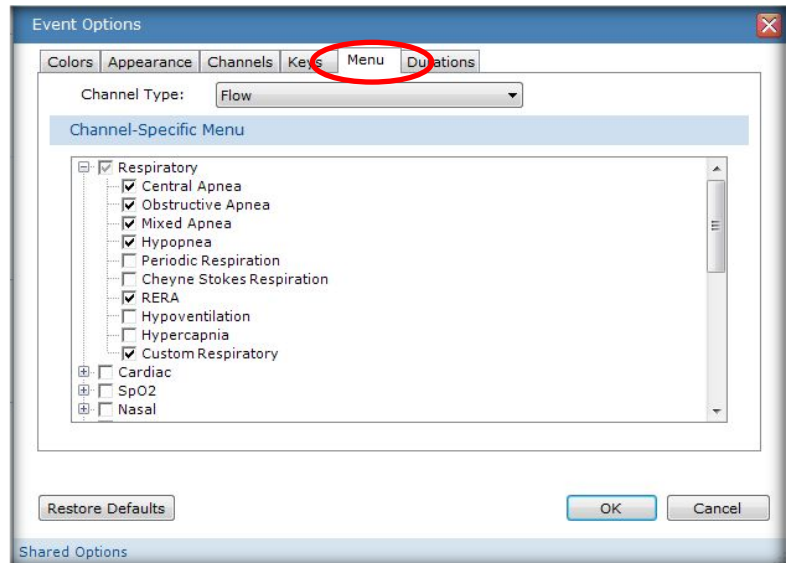 Event Options
Colors Appearance Channels Keys Menu Durations
Channel Type: Flow
Channel-Specific Menu
Respiratory
Central Apnea
Obstructive Apnea
Mixed Apnea
Hypopnea
Periodic Respiration
Cheyne Stokes Respiration
RERA
Hypoventilation
Hypercapnia
Custom Respiratory
Cardiac
SpO2
Nasal
Restore Defaults OK Cancel
Shared Options